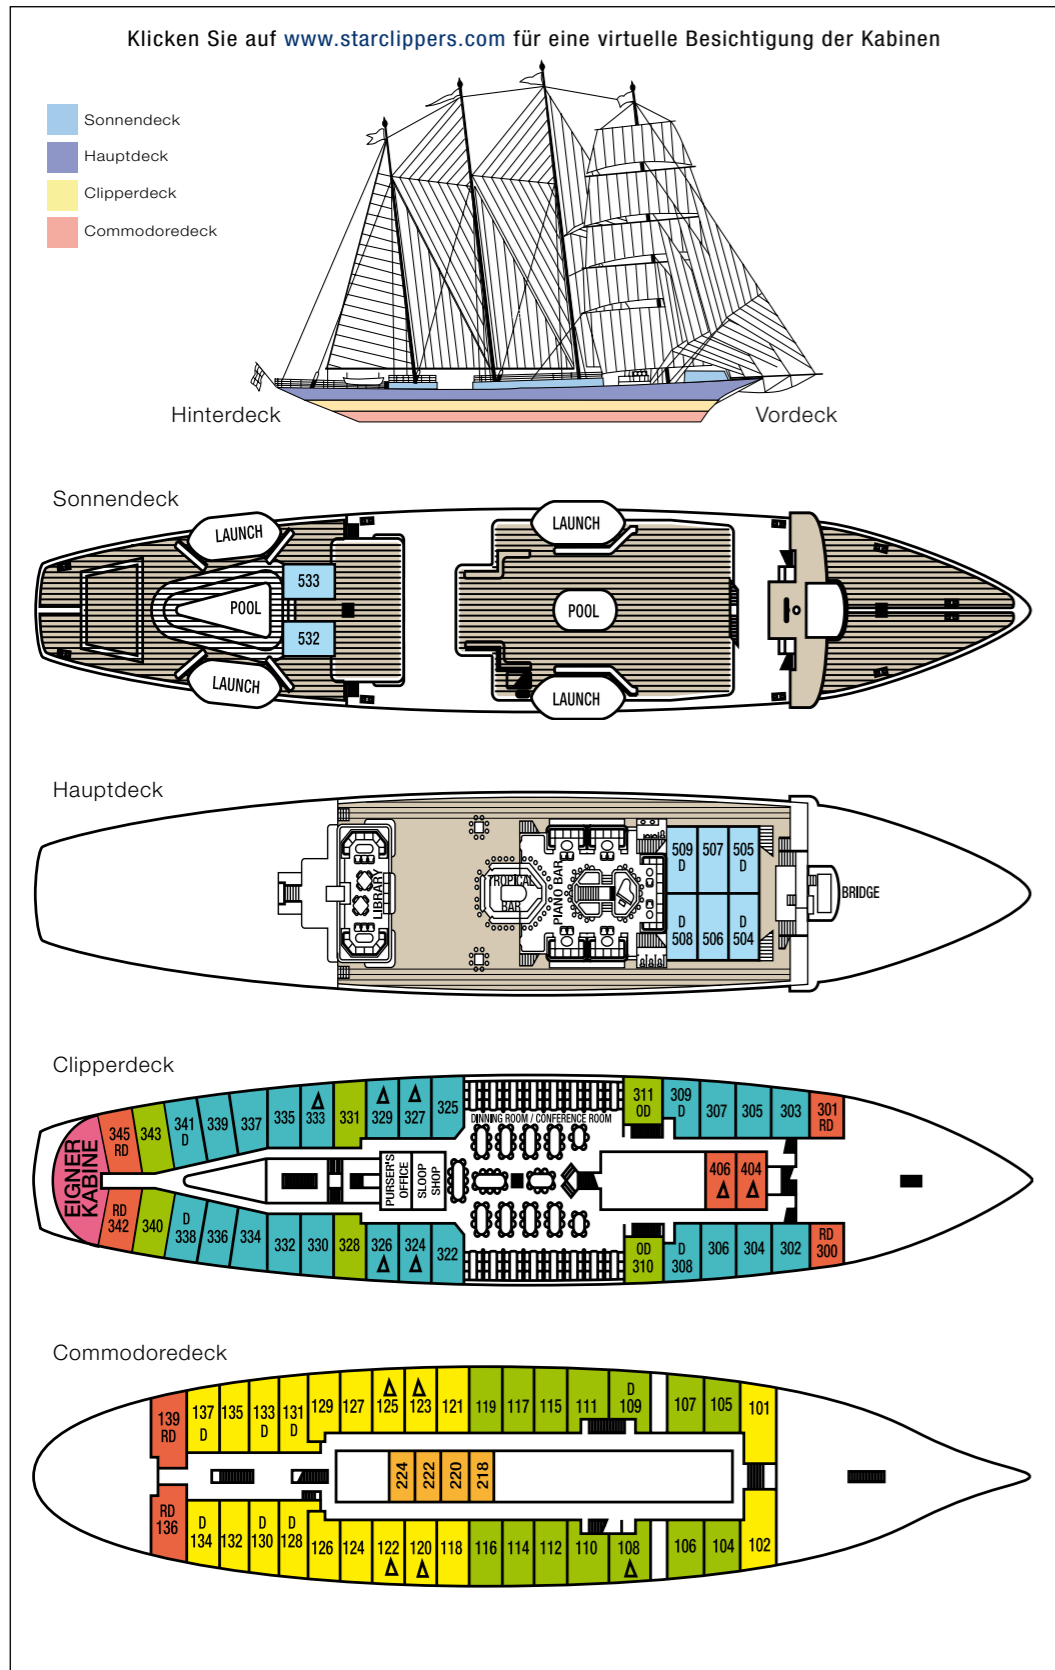 Klicken Sie auf www.starclippers.com für eine virtuelle Besichtigung der Kabinen
Sonnendeck
Hauptdeck
Clipperdeck
Commodoredeck
Hinterdeck
Vordeck
Sonnendeck
LAUNCH
LAUNCH
533
POOL
POOL
532
LAUNCH
LAUNCH
Hauptdeck
LIBRARY
TROPICAL
BAR
PIANO BAR
509
D
507
505
D
D
508
506
D
504
BRIDGE
Clipperdeck
EIGNER
KABINE
345
RD
343
341
D
339
337
335
333
331
329
327
325
DINNING ROOM / CONFERENCE ROOM
311
OD
309
D
307
305
303
301
RD
PURSER'S
OFFICE
SLOOP
SHOP
406
404
RD
342
340
D
338
336
334
332
330
328
326
324
322
OD
310
D
308
306
304
302
RD
300
Commodoredeck
139
RD
137
D
135
133
D
131
D
129
127
125
123
121
119
117
115
111
D
109
107
105
101
224
222
220
218
RD
136
D
134
132
D
130
D
128
126
124
122
120
118
116
114
112
110
108
106
104
102